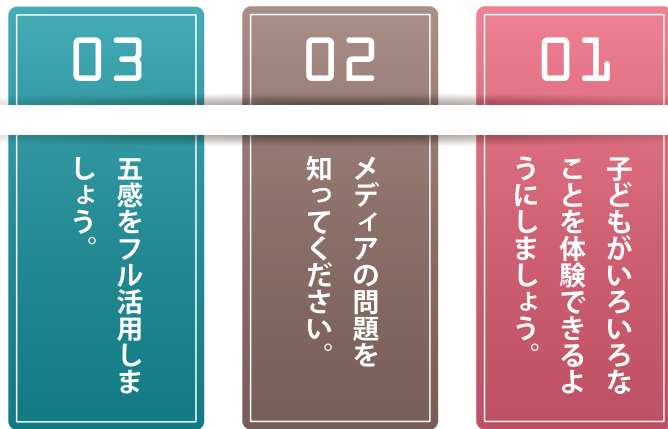 01
子どもがいろいろな
ことを体験できるよ
うにしましょう。
02
メディアの問題を
知ってください。
03
五感をフル活用しま
しょう。